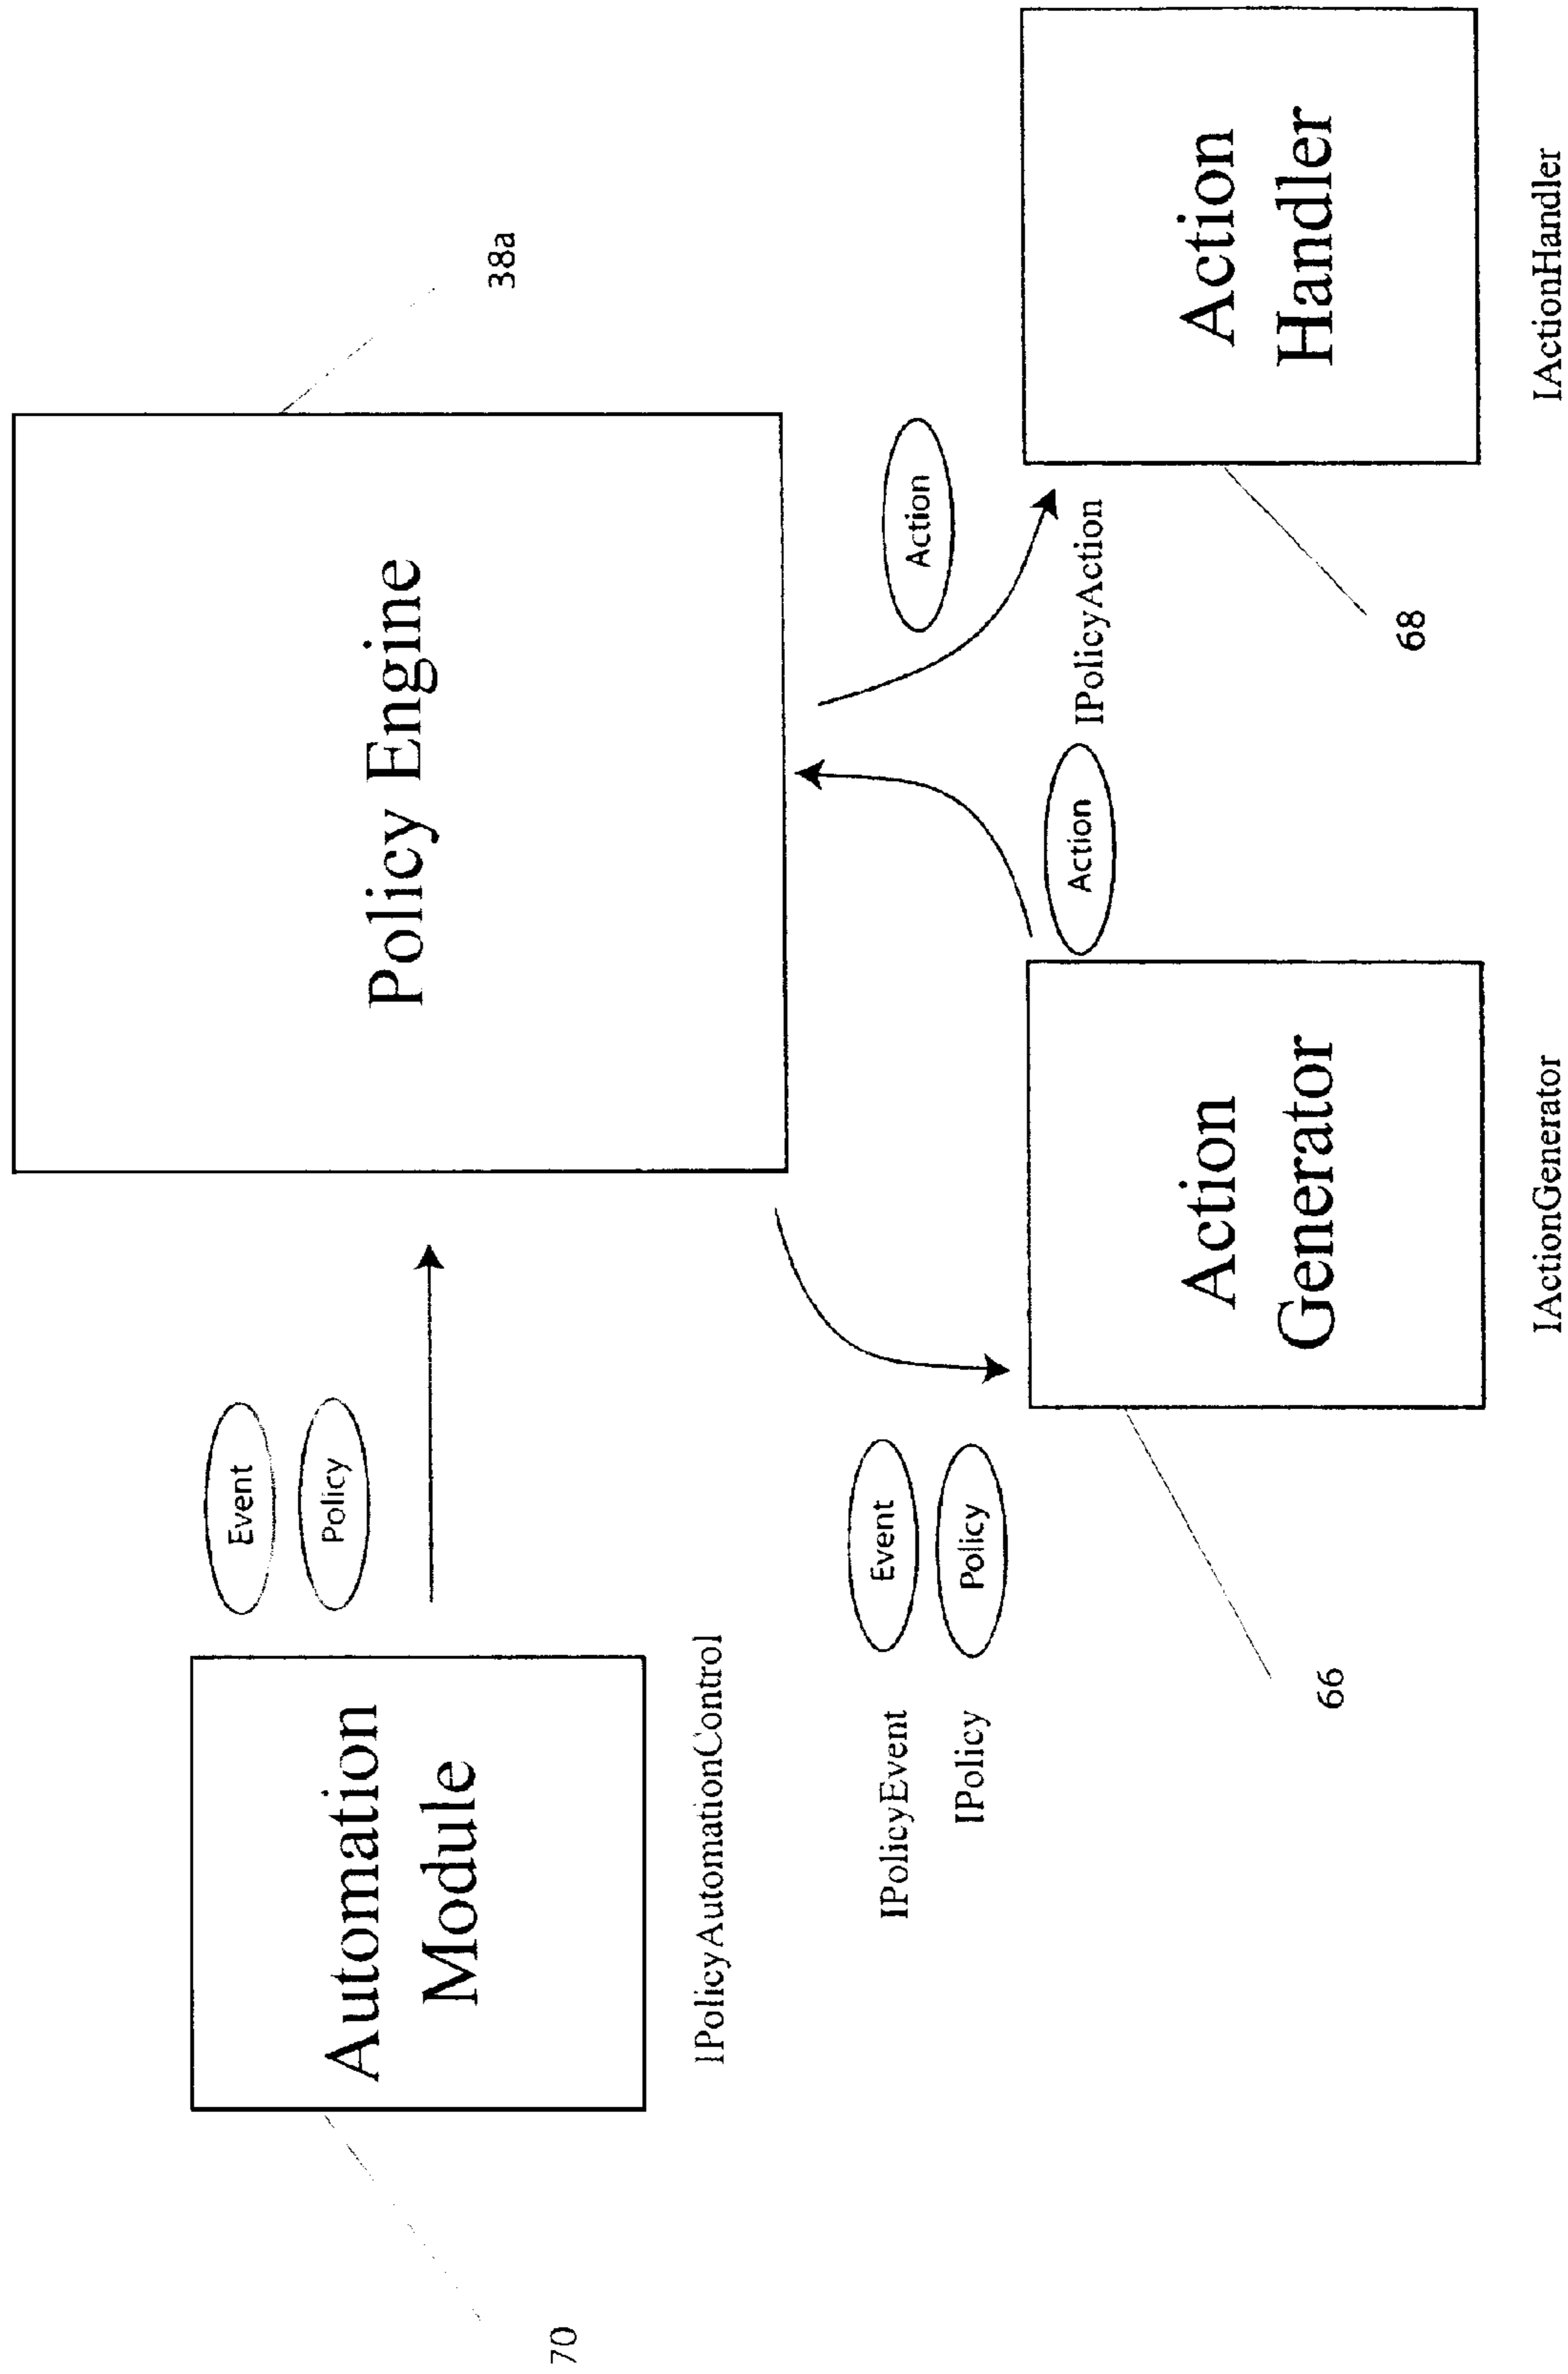 Policy Engine
38a
Event
Policy
Automation
Module
70
IPolicyAutomationControl
Action
IPolicyAction
Action
Event
Policy
IPolicyEvent
IPolicy
Action
Generator
66
IActionGenerator
Action
Handler
68
IActionHandler